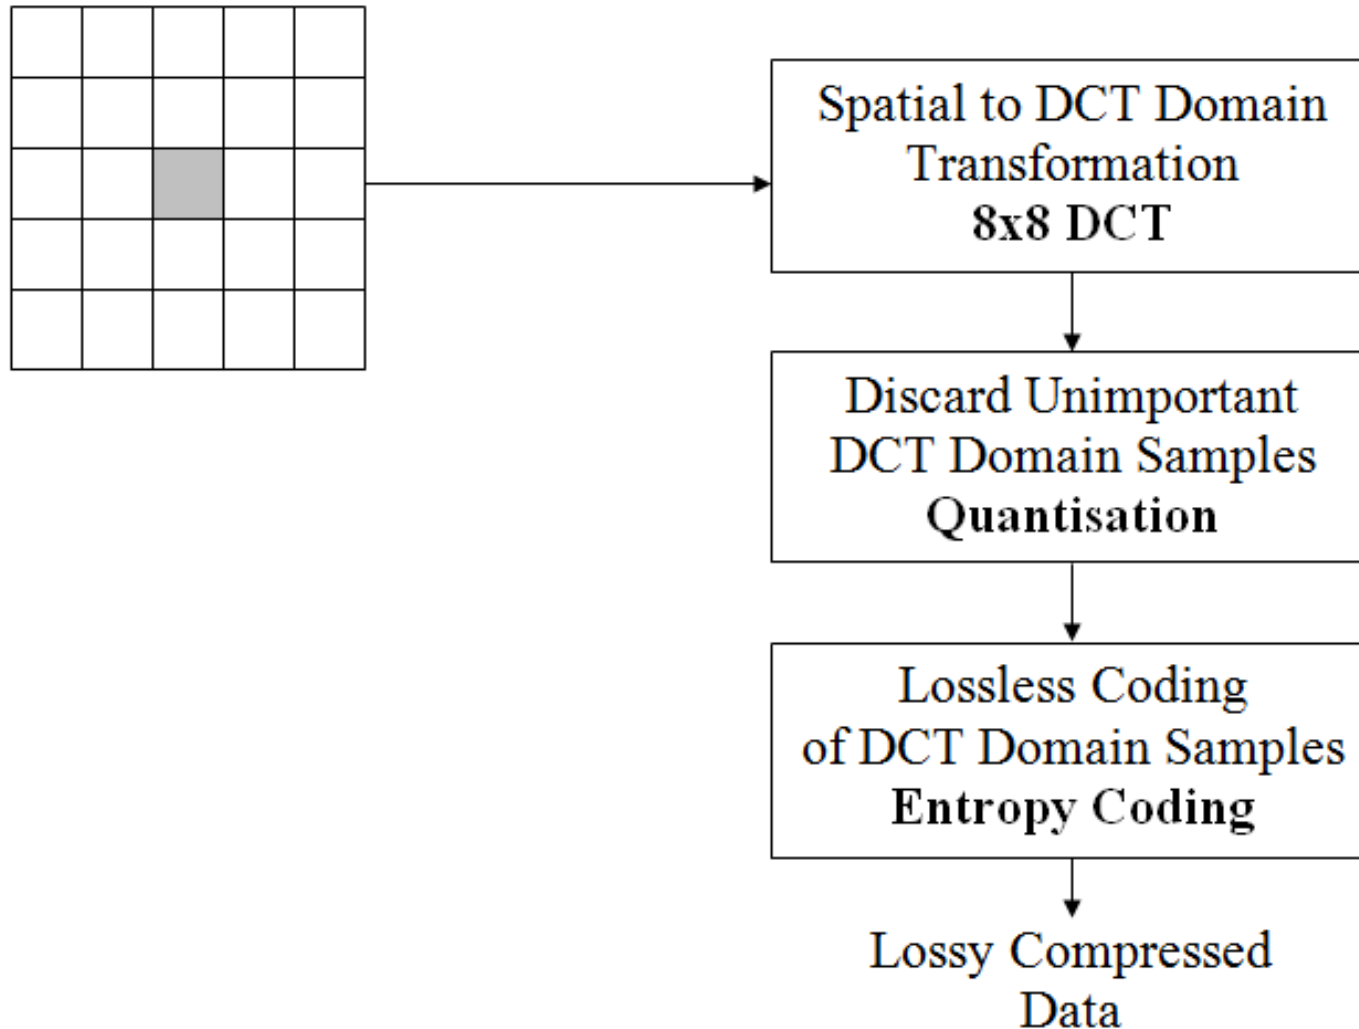 Spatial to DCT Domain
Transformation
8x8 DCT
Discard Unimportant
DCT Domain Samples
Quantisation
Lossless Coding
of DCT Domain Samples
Entropy Coding
Lossy Compressed
Data